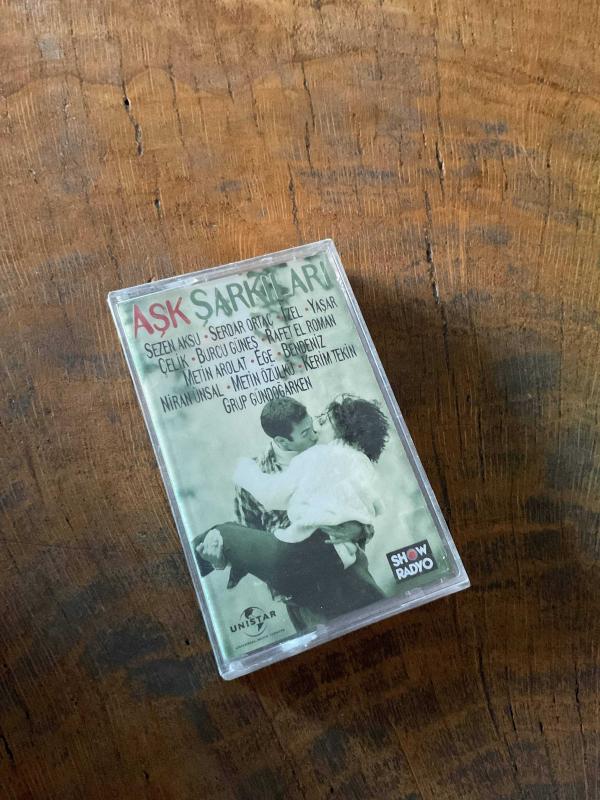 AŞK ŞARKILARI
SEZEN AKSU • SERDAR ORTAÇ • İZEL • YAŞAR
ÇELİK • BURCU GÜNEŞ • RAFET EL ROMAN
METİN AROLAT • EGE • BENDENİZ
NİRAN ÜNSAL • METİN ÖZÜLKÜ • KERİM TEKİN
GRUP GÜNDOĞARKEN
SHOW
RADYO
UNISTAR